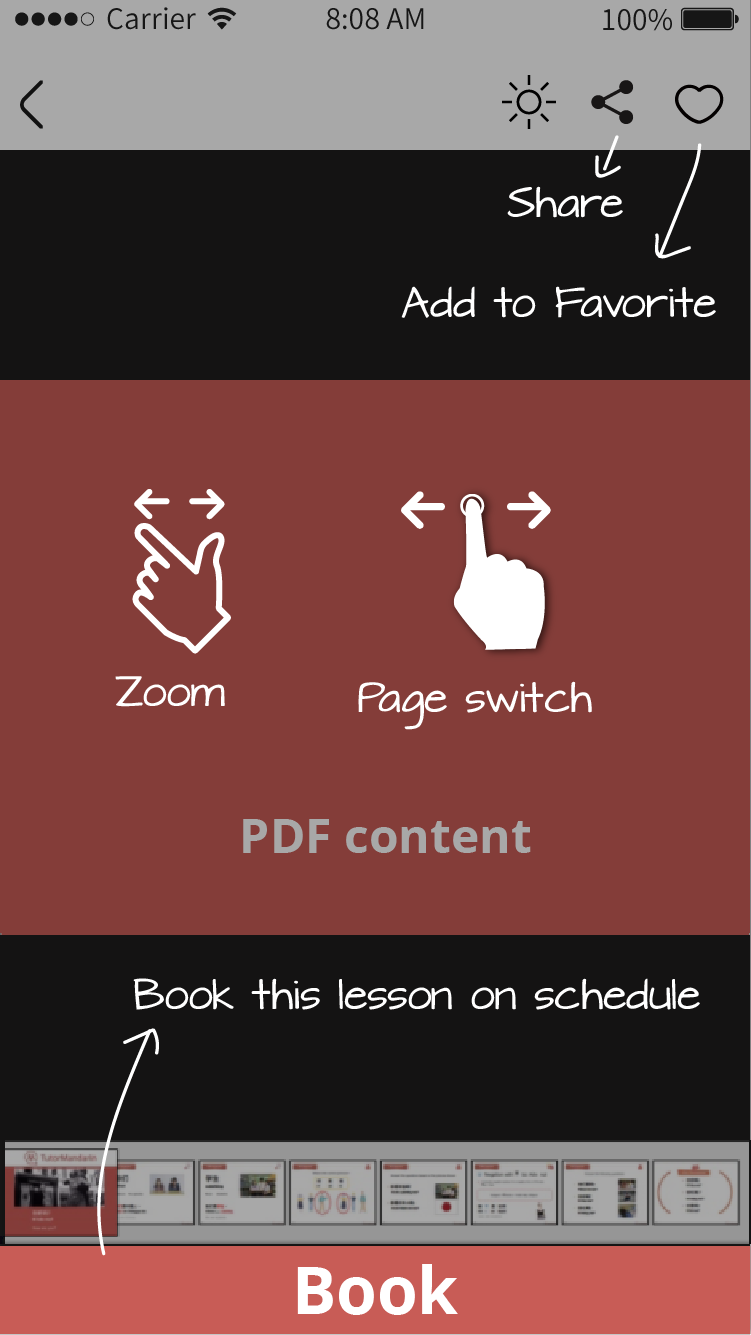 Carrier 8:08 AM 100%
Share
Add to Favorite
Zoom
Page switch
PDF content
Book this lesson on schedule
TutorMandarin
Book